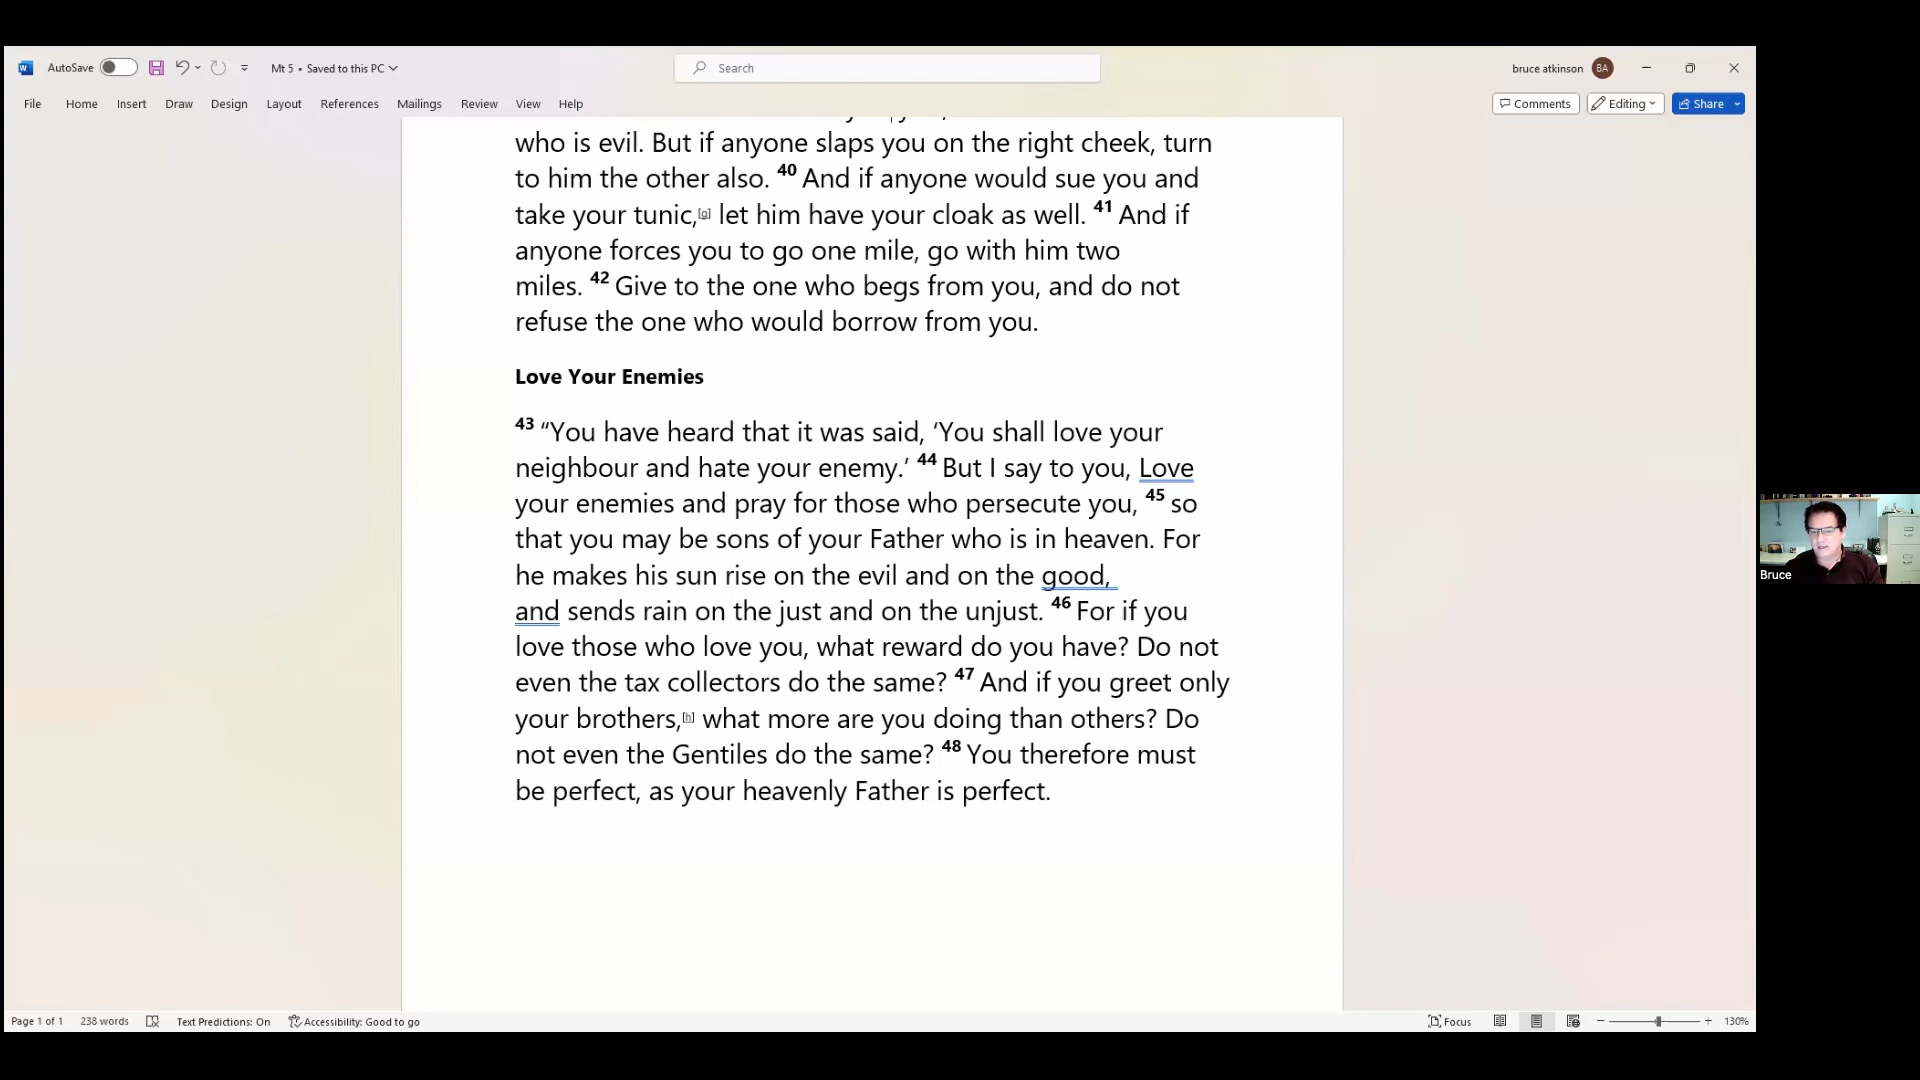 AutoSave
Mt 5 • Saved to this PC
Search
bruce atkinson
BA
File Home Insert Draw Design Layout References Mailings Review View Help
Comments Editing Share
who is evil. But if anyone slaps you on the right cheek, turn
to him the other also. 40 And if anyone would sue you and
take your tunic,[g] let him have your cloak as well. 41 And if
anyone forces you to go one mile, go with him two
miles. 42 Give to the one who begs from you, and do not
refuse the one who would borrow from you.
Love Your Enemies
43 “You have heard that it was said, ‘You shall love your
neighbour and hate your enemy.’ 44 But I say to you, Love
your enemies and pray for those who persecute you, 45 so
that you may be sons of your Father who is in heaven. For
he makes his sun rise on the evil and on the good,
and sends rain on the just and on the unjust. 46 For if you
love those who love you, what reward do you have? Do not
even the tax collectors do the same? 47 And if you greet only
your brothers,[h] what more are you doing than others? Do
not even the Gentiles do the same? 48 You therefore must
be perfect, as your heavenly Father is perfect.
Bruce
Page 1 of 1 238 words Text Predictions: On Accessibility: Good to go
Focus
130%